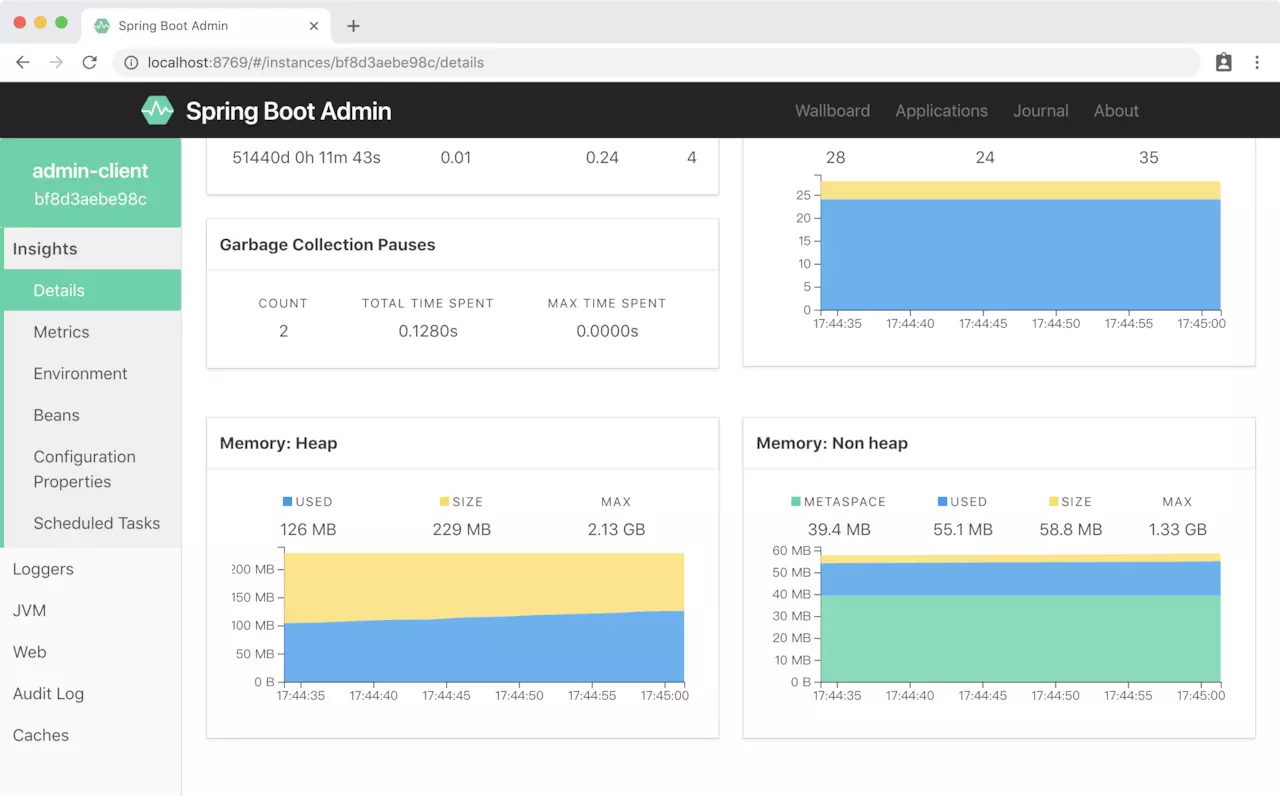 Spring Boot Admin
localhost:8769/#/instances/bf8d3aebe98c/details
Spring Boot Admin
Wallboard Applications Journal About
admin-client
bf8d3aebe98c
Insights
Details
Metrics
Environment
Beans
Configuration
Properties
Scheduled Tasks
Loggers
JVM
Web
Audit Log
Caches
51440d 0h 11m 43s 0.01 0.24 4
Garbage Collection Pauses
COUNT TOTAL TIME SPENT MAX TIME SPENT
2 0.1280s 0.0000s
28 24 35
25
20
15
10
5
0
17:44:35 17:44:40 17:44:45 17:44:50 17:44:55 17:45:00
Memory: Heap
USED SIZE MAX
126 MB 229 MB 2.13 GB
200 MB
150 MB
100 MB
50 MB
0 B
17:44:35 17:44:40 17:44:45 17:44:50 17:44:55 17:45:00
Memory: Non heap
METASPACE USED SIZE MAX
39.4 MB 55.1 MB 58.8 MB 1.33 GB
60 MB
50 MB
40 MB
30 MB
20 MB
10 MB
0 B
17:44:35 17:44:40 17:44:45 17:44:50 17:44:55 17:45:00